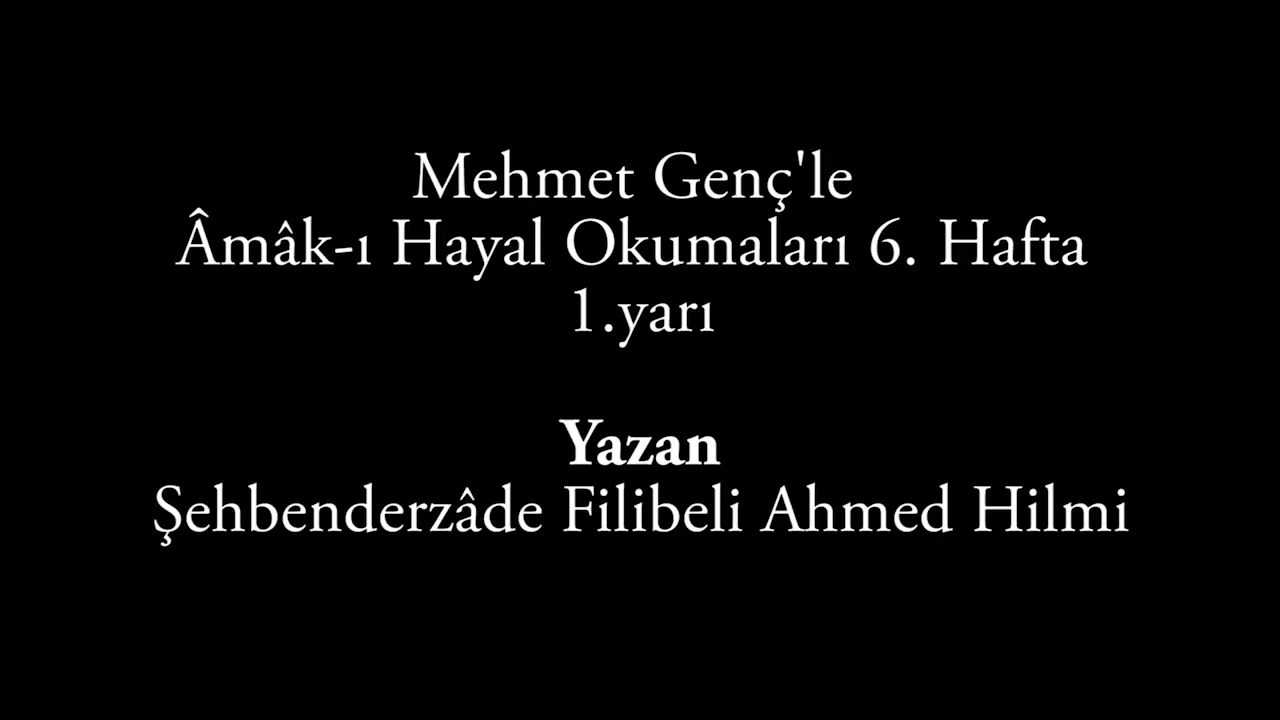 Mehmet Genç'le
Âmâk-ı Hayal Okumaları 6. Hafta
1.yarı
Yazan
Şehbenderzâde Filibeli Ahmed Hilmi